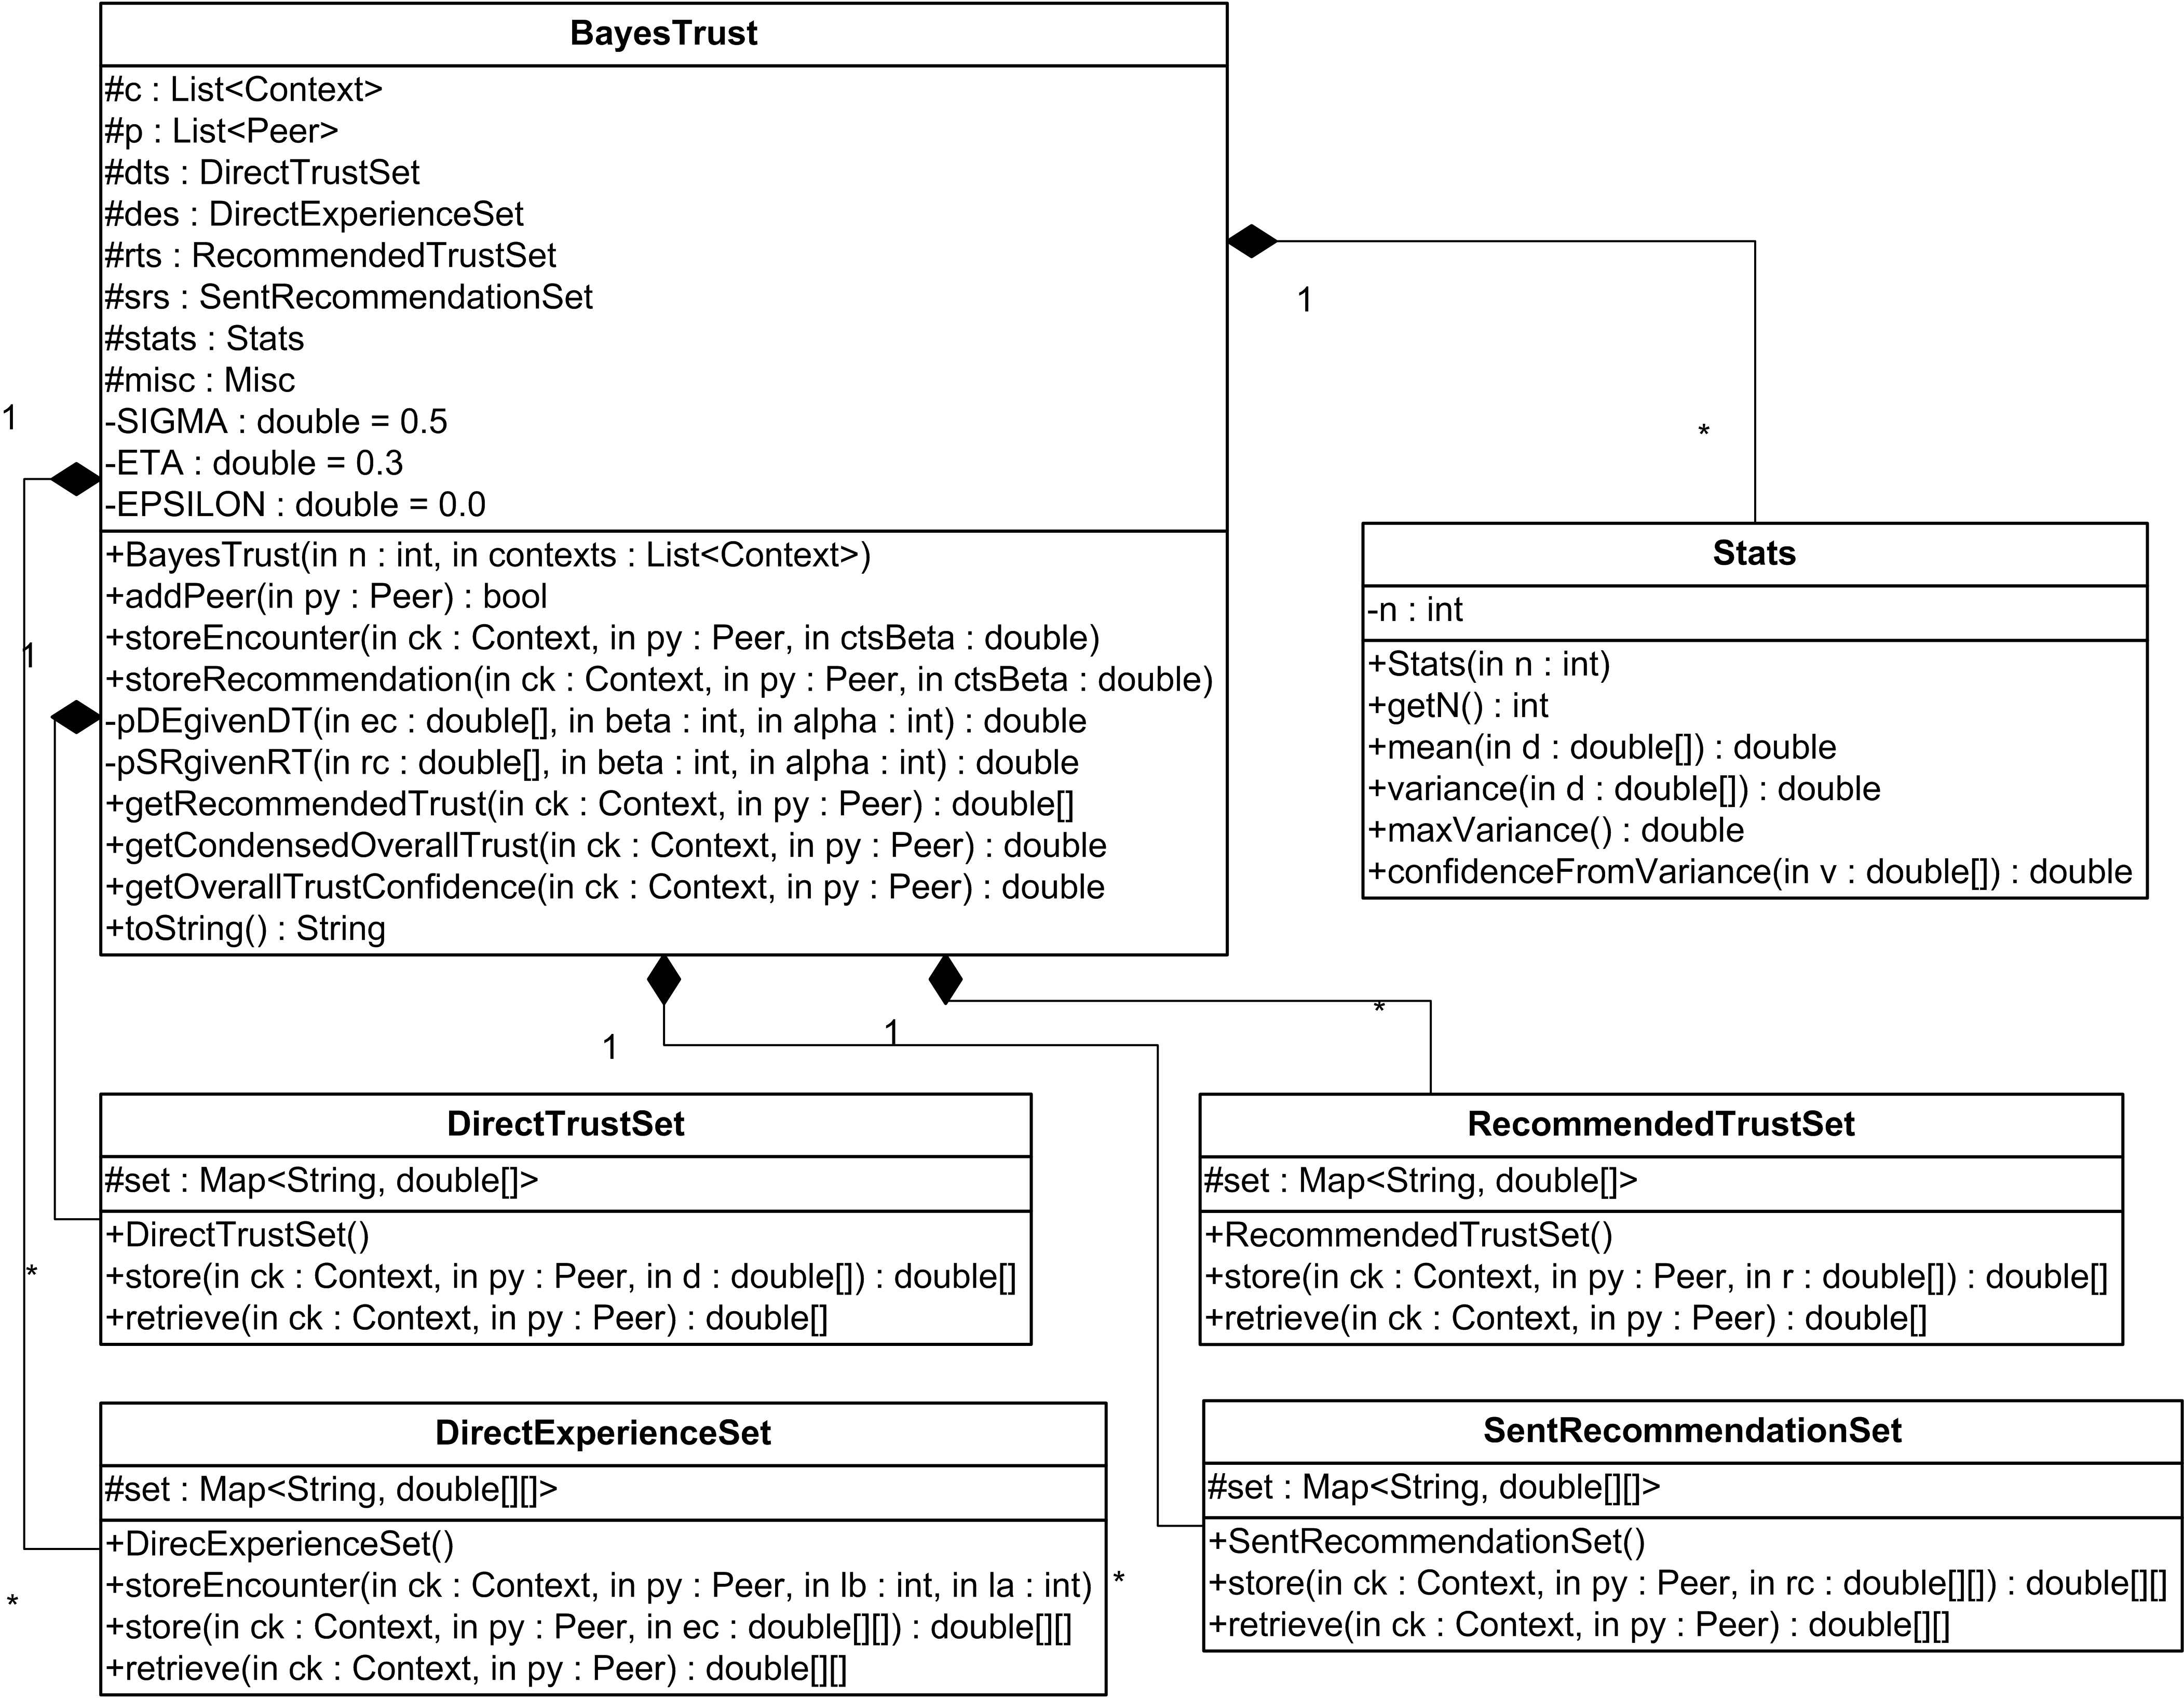 BayesTrust
#c : List<Context>
#p : List<Peer>
#dts : DirectTrustSet
#des : DirectExperienceSet
#rts : RecommendedTrustSet
#srs : SentRecommendationSet
#stats : Stats
#misc : Misc
-SIGMA : double = 0.5
-ETA : double = 0.3
-EPSILON : double = 0.0
+BayesTrust(in n : int, in contexts : List<Context>)
+addPeer(in py : Peer) : bool
+storeEncounter(in ck : Context, in py : Peer, in ctsBeta : double)
+storeRecommendation(in ck : Context, in py : Peer, in ctsBeta : double)
-pDEgivenDT(in ec : double[], in beta : int, in alpha : int) : double
-pSRgivenRT(in rc : double[], in beta : int, in alpha : int) : double
+getRecommendedTrust(in ck : Context, in py : Peer) : double[]
+getCondensedOverallTrust(in ck : Context, in py : Peer) : double
+getOverallTrustConfidence(in ck : Context, in py : Peer) : double
+toString() : String
1
*
1
1
Stats
-n : int
+Stats(in n : int)
+getN() : int
+mean(in d : double[]) : double
+variance(in d : double[]) : double
+maxVariance() : double
+confidenceFromVariance(in v : double[]) : double
1
1
*
DirectTrustSet
#set : Map<String, double[]>
+DirectTrustSet()
+store(in ck : Context, in py : Peer, in d : double[]) : double[]
+retrieve(in ck : Context, in py : Peer) : double[]
*
RecommendedTrustSet
#set : Map<String, double[]>
+RecommendedTrustSet()
+store(in ck : Context, in py : Peer, in r : double[]) : double[]
+retrieve(in ck : Context, in py : Peer) : double[]
DirectExperienceSet
#set : Map<String, double[][]>
+DirecExperienceSet()
+storeEncounter(in ck : Context, in py : Peer, in lb : int, in la : int)
+store(in ck : Context, in py : Peer, in ec : double[][]) : double[][]
+retrieve(in ck : Context, in py : Peer) : double[][]
*
*
SentRecommendationSet
#set : Map<String, double[][]>
+SentRecommendationSet()
+store(in ck : Context, in py : Peer, in rc : double[][]) : double[][]
+retrieve(in ck : Context, in py : Peer) : double[][]